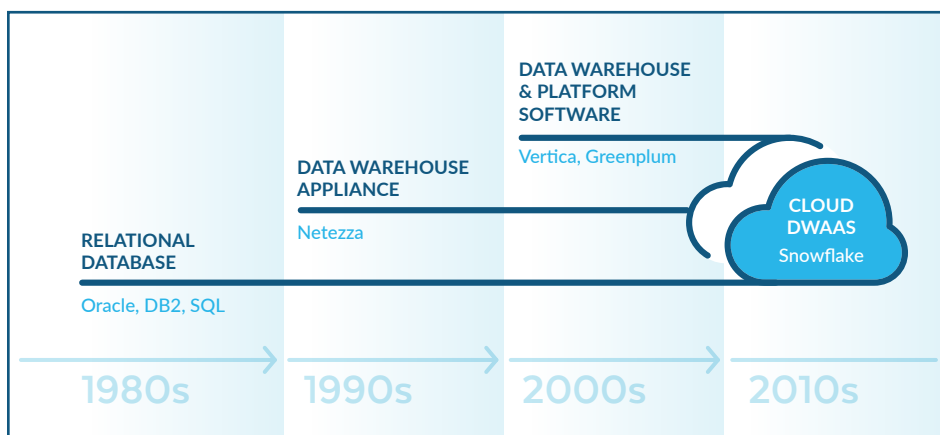 DATA WAREHOUSE
& PLATFORM
SOFTWARE
Vertica, Greenplum
DATA WAREHOUSE
APPLIANCE
Netezza
RELATIONAL
DATABASE
Oracle, DB2, SQL
CLOUD
DWAAS
Snowflake
1980s
1990s
2000s
2010s